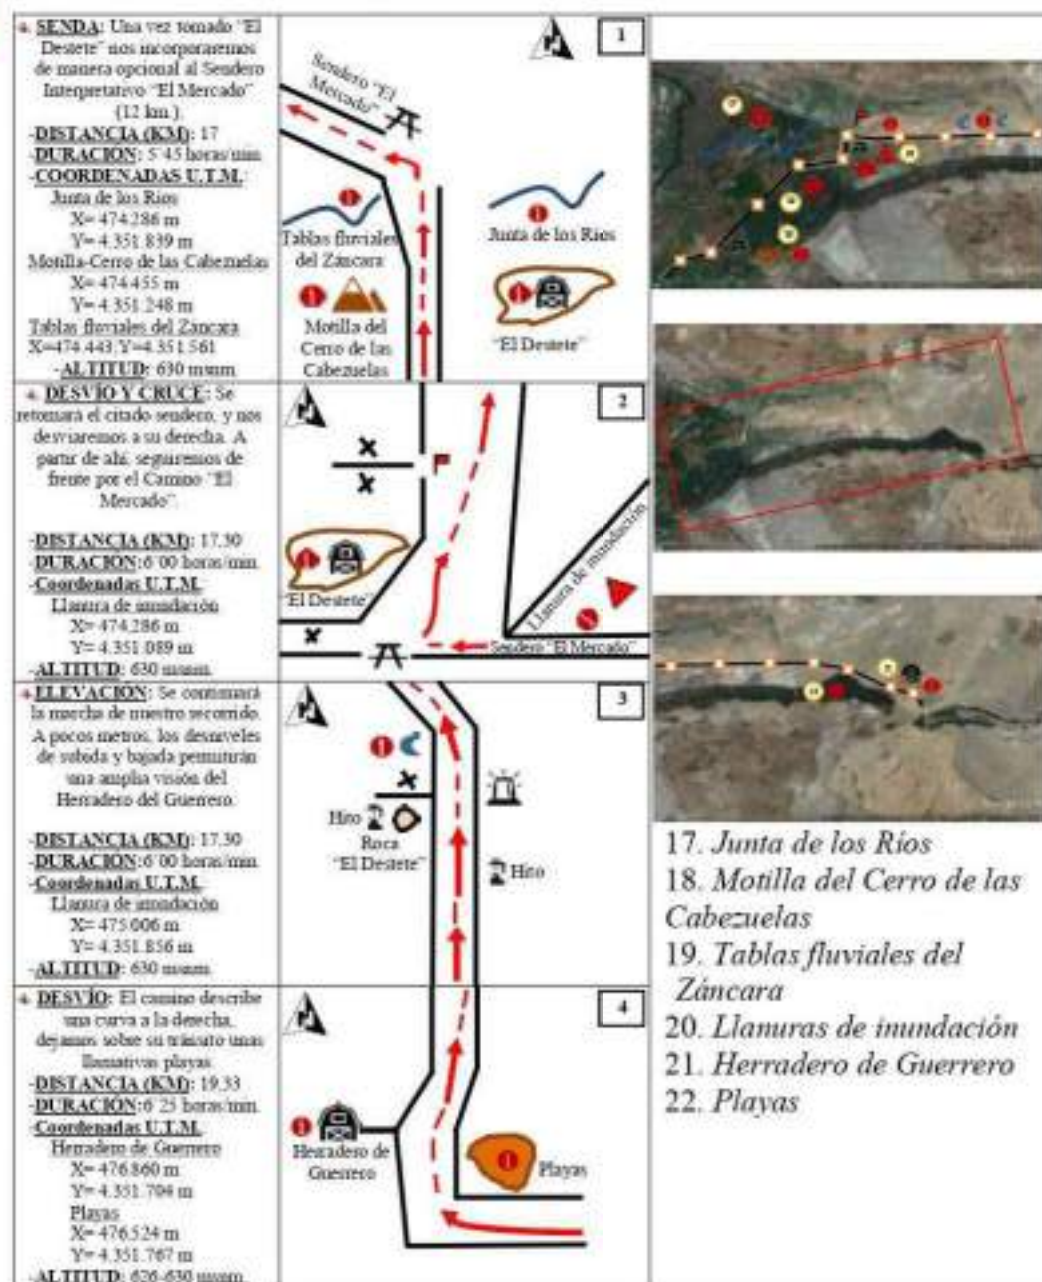 SENDA: Una vez tomado "El
Destete" nos incorporaremos
de manera opcional al Sendero
Interpretativo "El Mercado"
(12 km.).
-DISTANCIA (KM): 17
-DURACIÓN: 5´45 horas/min.
-COORDENADAS U.T.M.
Junta de los Ríos
X= 474.286 m
Y= 4.351.839 m
Motilla-Cerro de las Cabezuelas
X= 474.455 m
Y= 4.351.248 m
Tablas fluviales del Záncara
X=474.443;Y=4.351.561
-ALTITUD: 630 msnm.
1
Sendero "El
Mercado"
Tablas fluviales
del Záncara
Junta de los Ríos
Motilla del
Cerro de las
Cabezuelas
"El Destete"
DESVÍO Y CRUCE: Se
retomará el citado sendero, y nos
desviaremos a su derecha. A
partir de ahí, seguiremos de
frente por el Camino "El
Mercado".
-DISTANCIA (KM): 17.30
-DURACIÓN:6´00 horas/min.
-Coordenadas U.T.M.
Llanura de inundación
X= 474.286 m
Y= 4.351.089 m
-ALTITUD: 630 msnm.
2
"El Destete"
Llanura de inundación
Sendero "El Mercado"
ELEVACIÓN: Se continuará
la marcha de nuestro recorrido.
A pocos metros, los desniveles
de subida y bajada permitirán
una amplia visión del
Herradero del Guerrero.
-DISTANCIA (KM): 17.30
-DURACIÓN:6´00 horas/min.
-Coordenadas U.T.M.
Llanura de inundación
X= 475.006 m
Y= 4.351.856 m
-ALTITUD: 630 msnm.
3
Hito
Roca
"El Destete"
Hito
DESVÍO: El camino describe
una curva a la derecha,
dejamos sobre su tránsito unas
llamativas playas.
-DISTANCIA (KM): 19.33
-DURACIÓN:6´25 horas/min.
-Coordenadas U.T.M.
Herradero de Guerrero
X= 476.860 m
Y= 4.351.704 m
Playas
X= 476.524 m
Y= 4.351.767 m
-ALTITUD: 626-630 msnm.
4
Herradero de
Guerrero
Playas
17. Junta de los Ríos
18. Motilla del Cerro de las
Cabezuelas
19. Tablas fluviales del
Záncara
20. Llanuras de inundación
21. Herradero de Guerrero
22. Playas